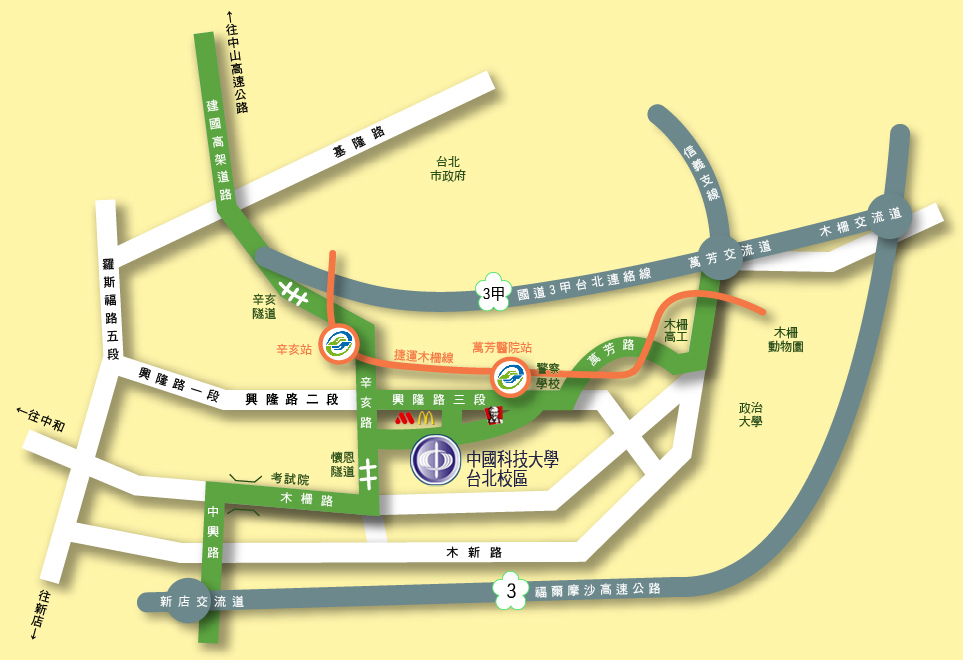 ←往中山高速公路
建國高架道路
基隆路
台北
市政府
信義支線
木柵交流道
萬芳交流道
國道3甲台北連絡線
3甲
羅斯福路五段
辛亥
隧道
辛亥站
捷運木柵線
萬芳醫院站
警察
學校
萬芳路
木柵
高工
木柵
動物園
政治
大學
興隆路一段
興隆路二段
興隆路三段
辛亥路
←往中和
懷恩
隧道
中國科技大學
台北校區
考試院
木柵路
中興路
木新路
新店交流道
3
福爾摩沙高速公路
往新店→